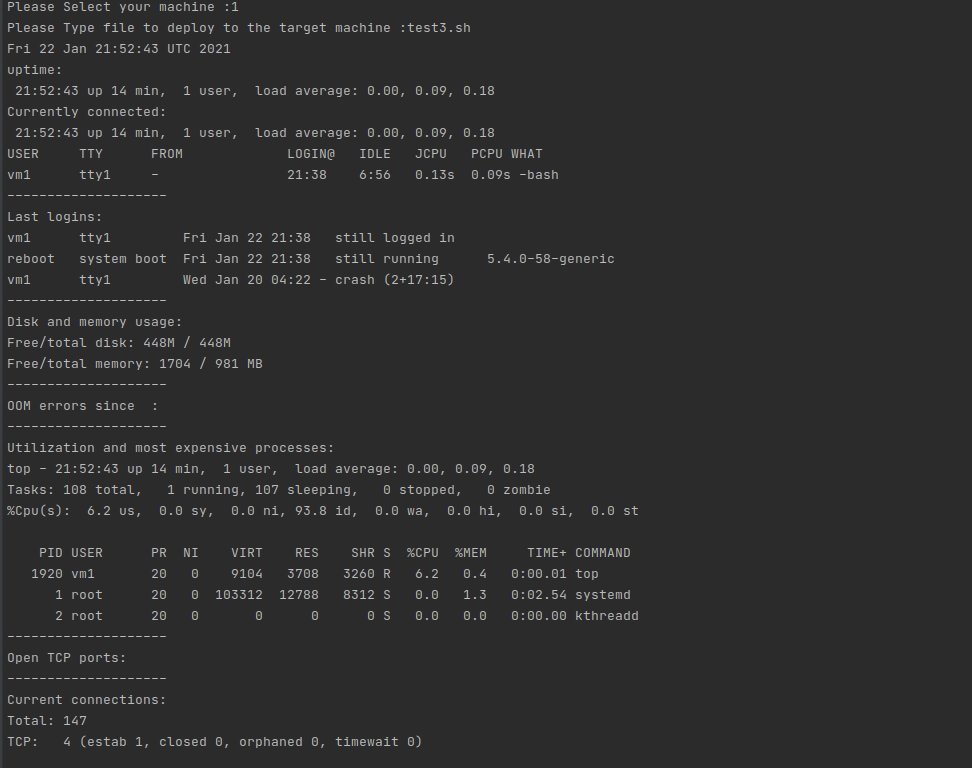 Please Select your machine :1
Please Type file to deploy to the target machine :test3.sh
Fri 22 Jan 21:52:43 UTC 2021
uptime:
 21:52:43 up 14 min,  1 user,  load average: 0.00, 0.09, 0.18
Currently connected:
 21:52:43 up 14 min,  1 user,  load average: 0.00, 0.09, 0.18
USER     TTY      FROM             LOGIN@   IDLE   JCPU   PCPU WHAT
vm1      tty1     -                21:38    6:56   0.13s  0.09s -bash
--------------------
Last logins:
vm1      tty1         Fri Jan 22 21:38   still logged in
reboot   system boot  Fri Jan 22 21:38   still running      5.4.0-58-generic
vm1      tty1         Wed Jan 20 04:22 - crash (2+17:15)
--------------------
Disk and memory usage:
Free/total disk: 448M / 448M
Free/total memory: 1704 / 981 MB
--------------------
OOM errors since  :
--------------------
Utilization and most expensive processes:
top - 21:52:43 up 14 min,  1 user,  load average: 0.00, 0.09, 0.18
Tasks: 108 total,   1 running, 107 sleeping,   0 stopped,   0 zombie
%Cpu(s):  6.2 us,  0.0 sy,  0.0 ni, 93.8 id,  0.0 wa,  0.0 hi,  0.0 si,  0.0 st
    PID USER      PR  NI    VIRT    RES    SHR S  %CPU  %MEM     TIME+ COMMAND
   1920 vm1       20   0    9104   3708   3260 R   6.2   0.4   0:00.01 top
      1 root      20   0  103312  12788   8312 S   0.0   1.3   0:02.54 systemd
      2 root      20   0       0      0      0 S   0.0   0.0   0:00.00 kthreadd
--------------------
Open TCP ports:
--------------------
Current connections:
Total: 147
TCP:   4 (estab 1, closed 0, orphaned 0, timewait 0)